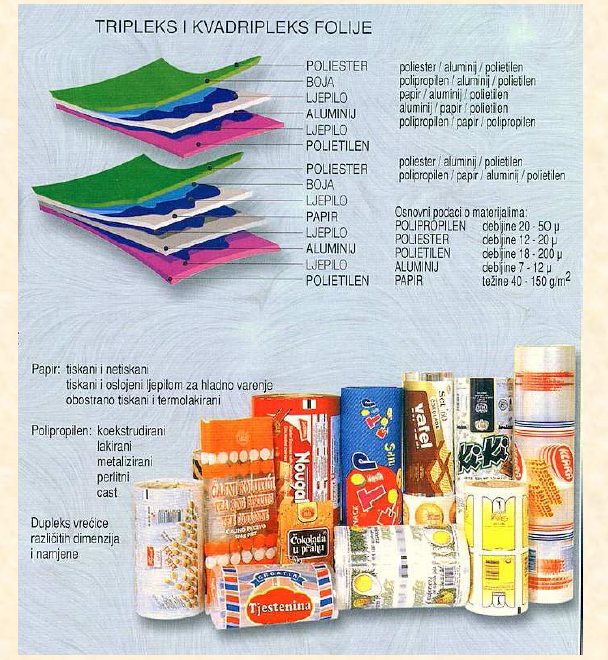 TRIPLEKS I KVADRIPLEKS FOLIJE
POLIESTER
BOJA
LJEPILO
ALUMINIJ
LJEPILO
POLIETILEN
poliester / aluminij / polietilen
polipropilen / aluminij / polietilen
papir / aluminij / polietilen
aluminij / papir / polietilen
polipropilen / papir / polipropilen
POLIESTER
BOJA
LJEPILO
PAPIR
LJEPILO
ALUMINIJ
LJEPILO
POLIETILEN
poliester / aluminij / polietilen
polipropilen / papir / aluminij / polietilen
Osnovni podaci o materijalima:
POLIPROPILEN debljine 20 - 50 µ
POLIESTER debljine 12 - 20 µ
POLIETILEN debljine 18 - 200 µ
ALUMINIJ debljine 7 - 12 µ
PAPIR težine 40 - 150 g/m²
Papir: tiskani i netiskani
tiskani i oslojeni ljepilom za hladno varenje
obostrano tiskani i termolakirani
Polipropilen: koekstrudirani
lakirani
metalizirani
perlitni
cast
Dupleks vrećice
različitih dimenzija
i namjene
Nougat
vatel
Kiki
Čokolada
u prahu
CROATIA
Tjestenina